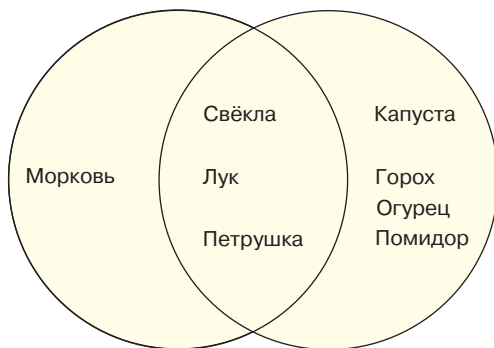 Свёкла
Капуста
Морковь
Лук
Горох
Огурец
Петрушка
Помидор